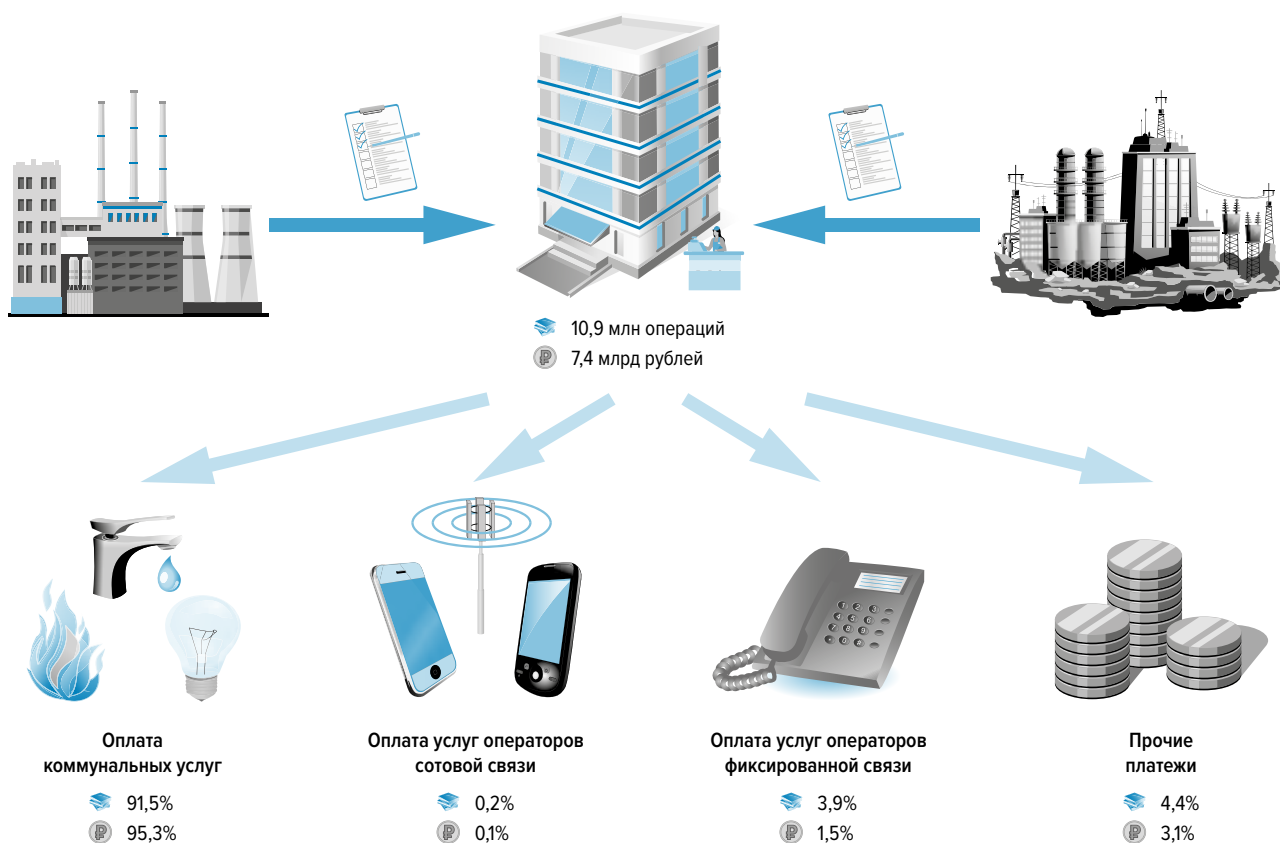 10,9 млн операций
7,4 млрд рублей
Оплата
коммунальных услуг
91,5%
95,3%
Оплата услуг операторов
сотовой связи
0,2%
0,1%
Оплата услуг операторов
фиксированной связи
3,9%
1,5%
Прочие
платежи
4,4%
3,1%